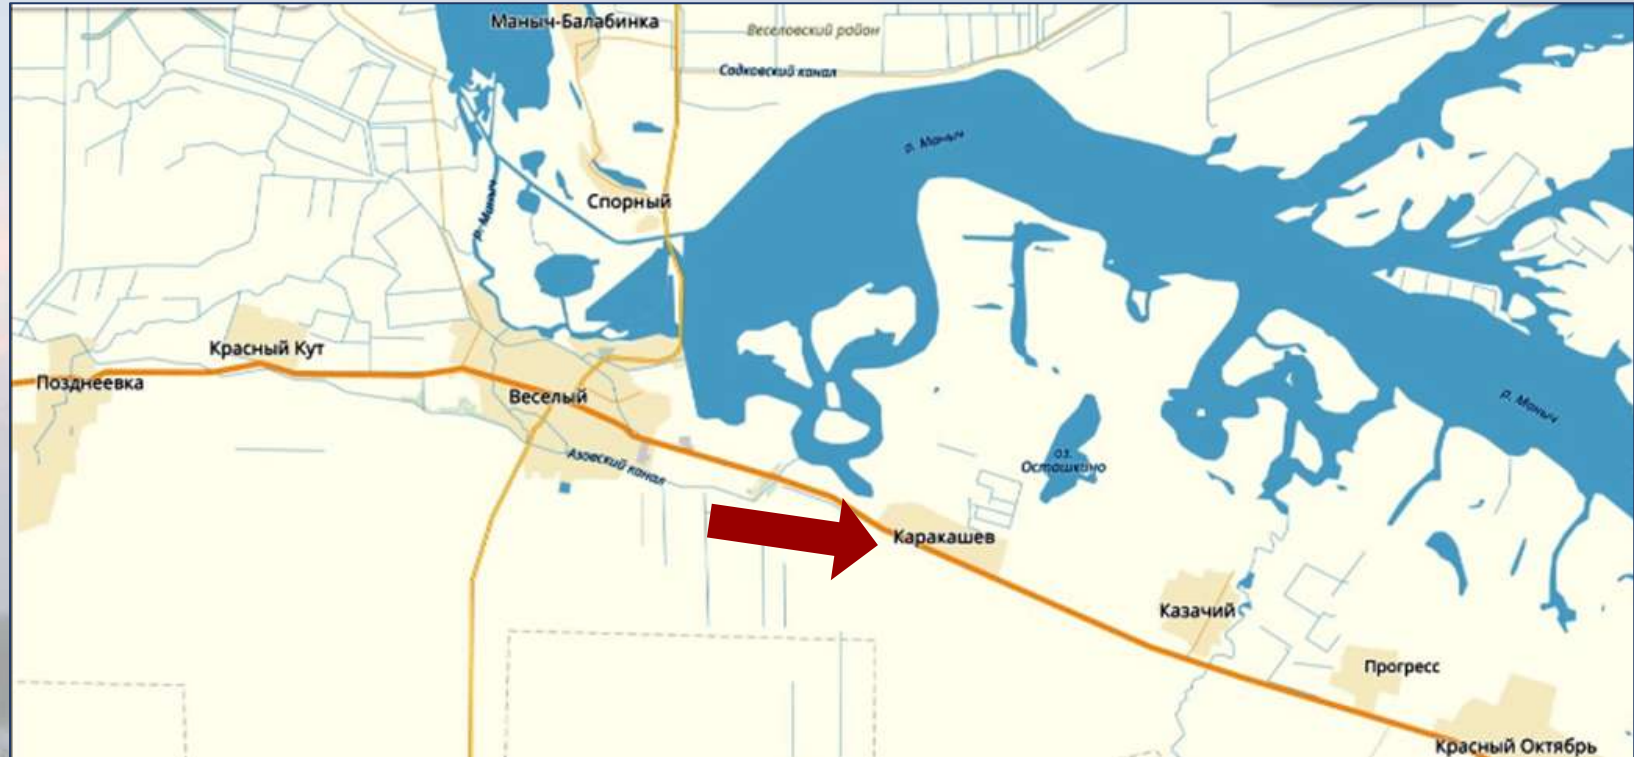 Маныч-Балабинка
Веселовский район
Садковский канал
р. Маныч
р. Маныч
Спорный
Красный Кут
Позднеевка
Веселый
р. Маныч
Азовский канал
оз.
Осташкино
Каракашев
Казачий
Прогресс
Красный Октябрь